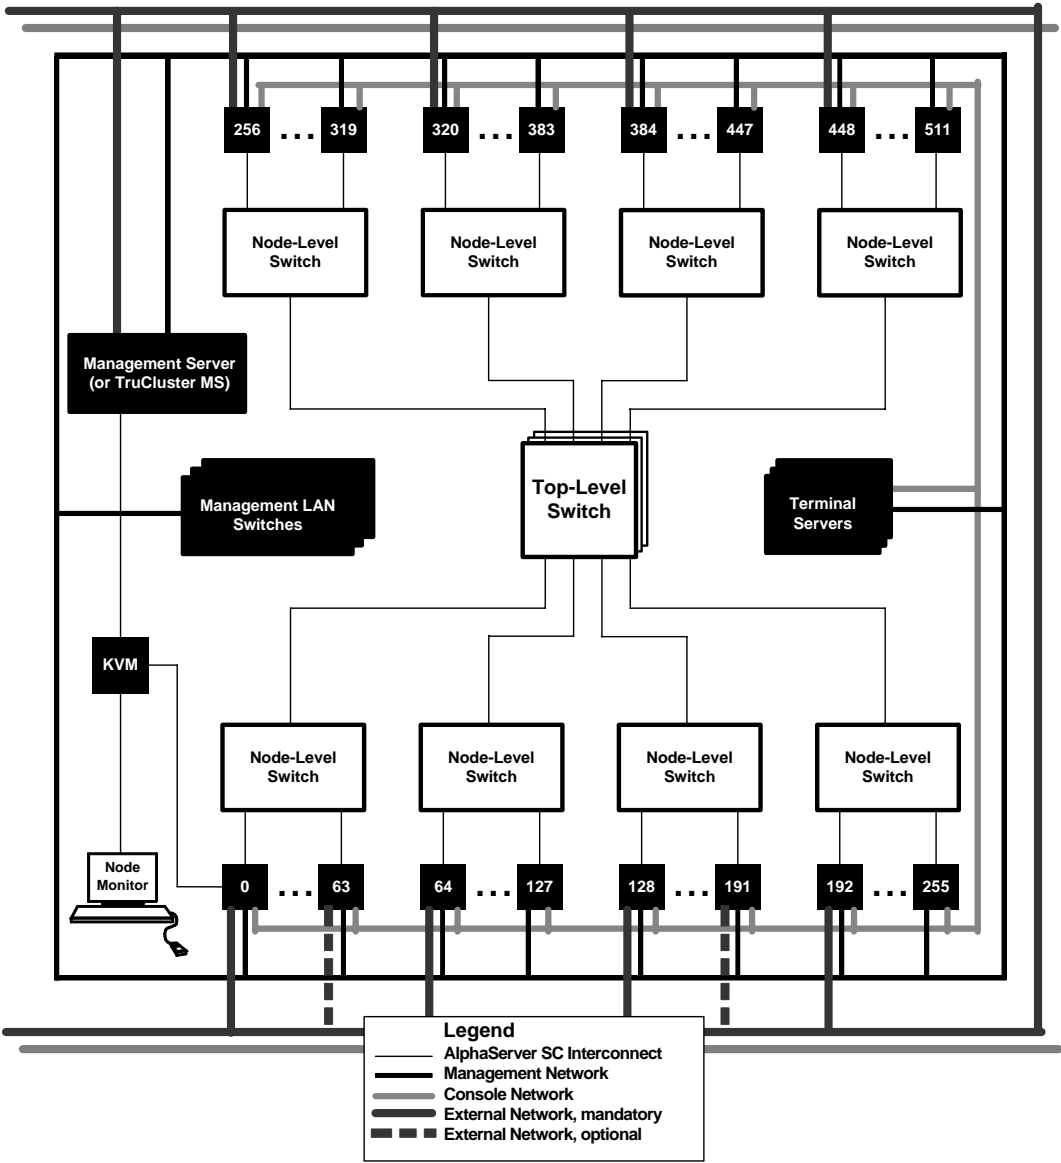 256 ... 319 320 ... 383 384 ... 447 448 ... 511
Node-Level
Switch
Node-Level
Switch
Node-Level
Switch
Node-Level
Switch
Management Server
(or TruCluster MS)
Top-Level
Switch
Management LAN
Switches
Terminal
Servers
KVM
Node-Level
Switch
Node-Level
Switch
Node-Level
Switch
Node-Level
Switch
Node
Monitor
0 ... 63 64 ... 127 128 ... 191 192 ... 255
Legend
AlphaServer SC Interconnect
Management Network
Console Network
External Network, mandatory
External Network, optional